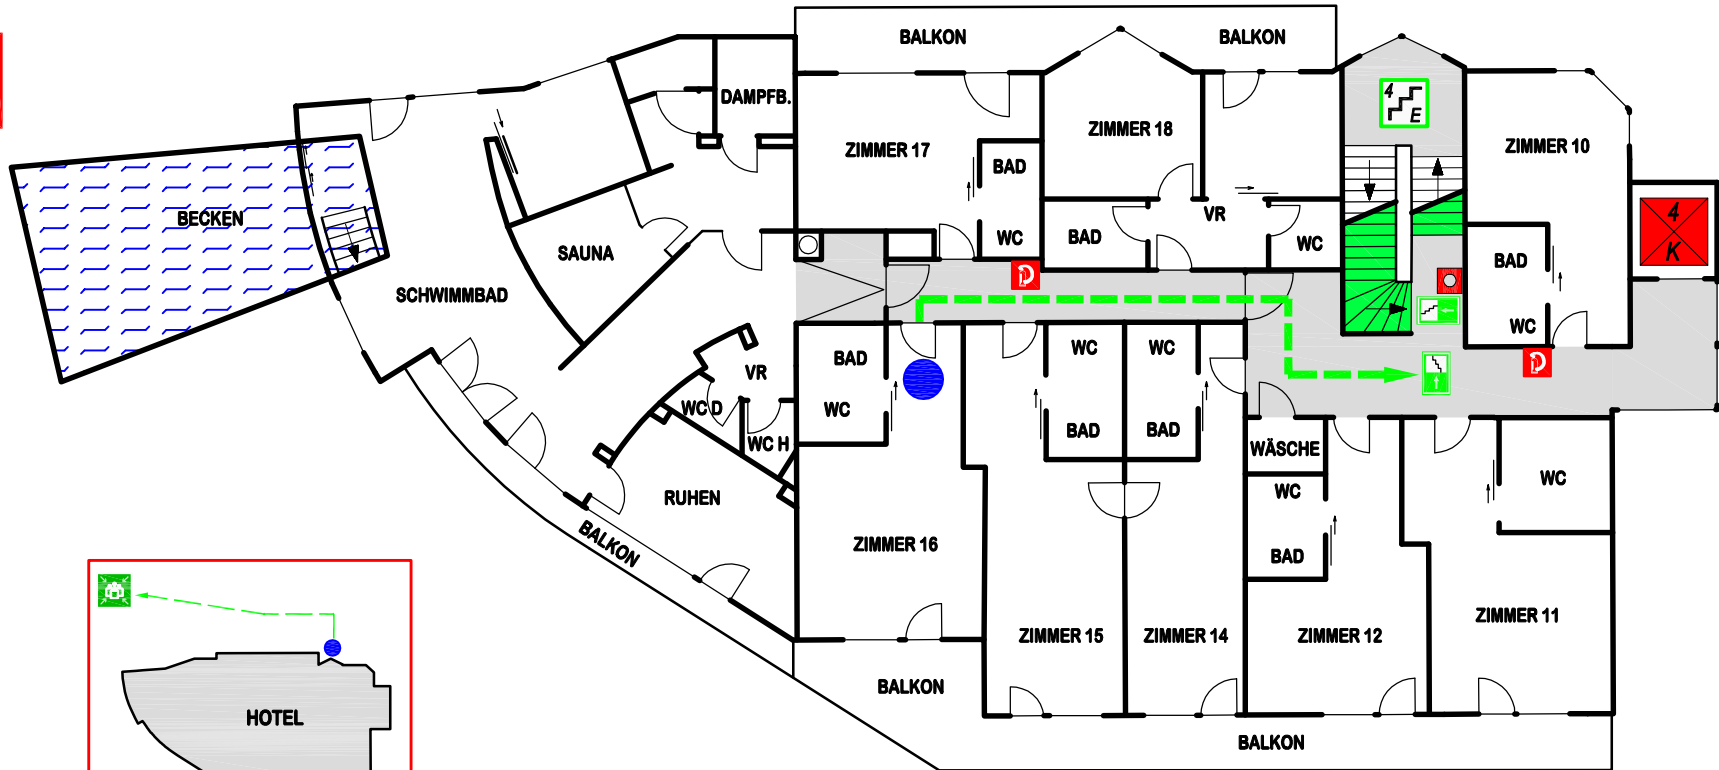 BALKON
BALKON
DAMPFB.
4
E
ZIMMER 17
ZIMMER 18
ZIMMER 10
BAD
BECKEN
VR
4
WC
BAD
WC
K
SAUNA
BAD
SCHWIMMBAD
WC
BAD
WC
WC
VR
WC D
WC
BAD
BAD
WC H
WÄSCHE
WC
RUHEN
WC
BALKON
ZIMMER 16
BAD
ZIMMER 15
ZIMMER 14
ZIMMER 12
ZIMMER 11
BALKON
HOTEL
BALKON